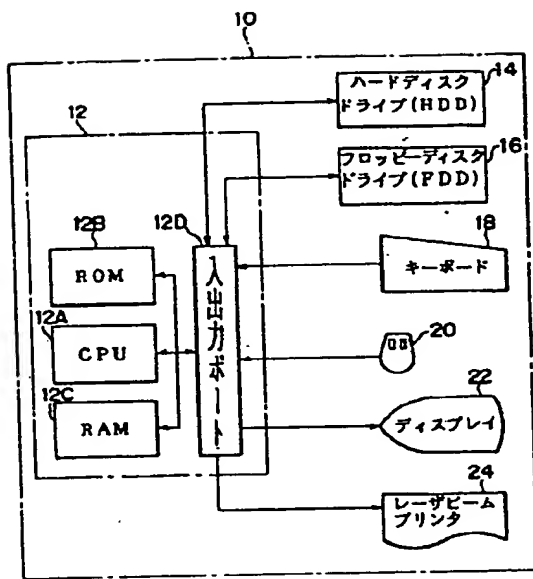 10
ハードディスク
ドライブ(HDD)
14
12
フロッピーディスク
ドライブ(FDD)
16
12B
ROM
12D
入出力ポート
キーボード
18
12A
CPU
20
12C
RAM
ディスプレイ
22
レーザビーム
プリンタ
24